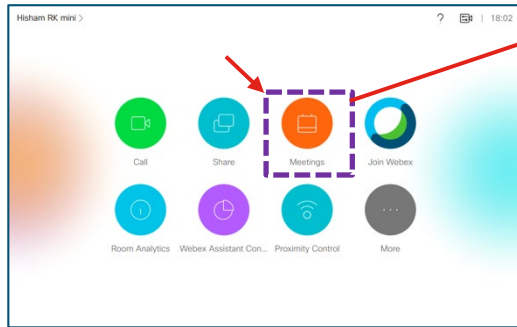 Hisham RK mini >
? | 18:02
Call Share Meetings Join Webex
Room Analytics Webex Assistant Con... Proximity Control More